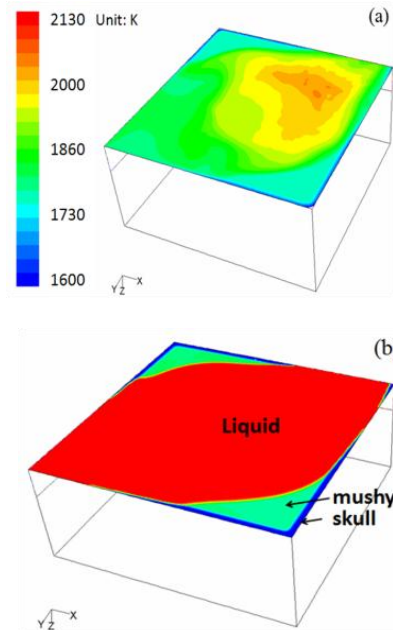 2130 Unit: K
(a)
2000
1860
1730
1600
Y Z X
(b)
Liquid
mushy
skull
Y Z X